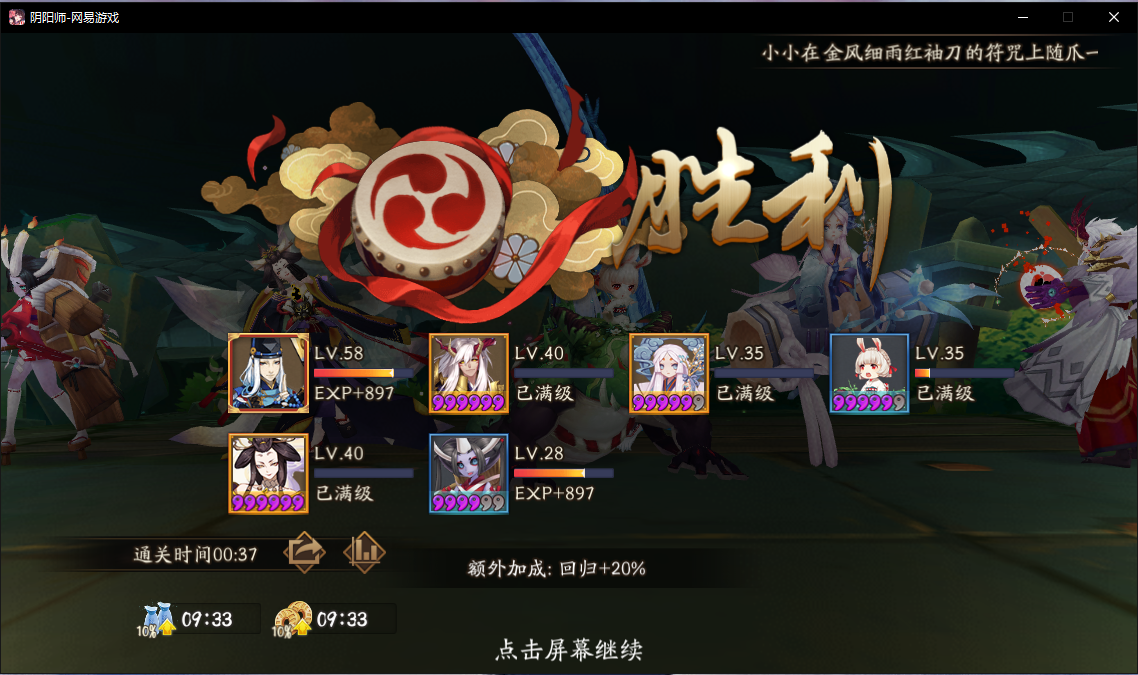 阴阳师-网易游戏
小小在金风细雨红袖刀的符咒上随爪一
胜利
LV.58
EXP+897
LV.40
已满级
LV.35
已满级
LV.35
已满级
LV.40
已满级
LV.28
EXP+897
通关时间00:37
额外加成: 回归+20%
10% 09:33
10% 09:33
点击屏幕继续